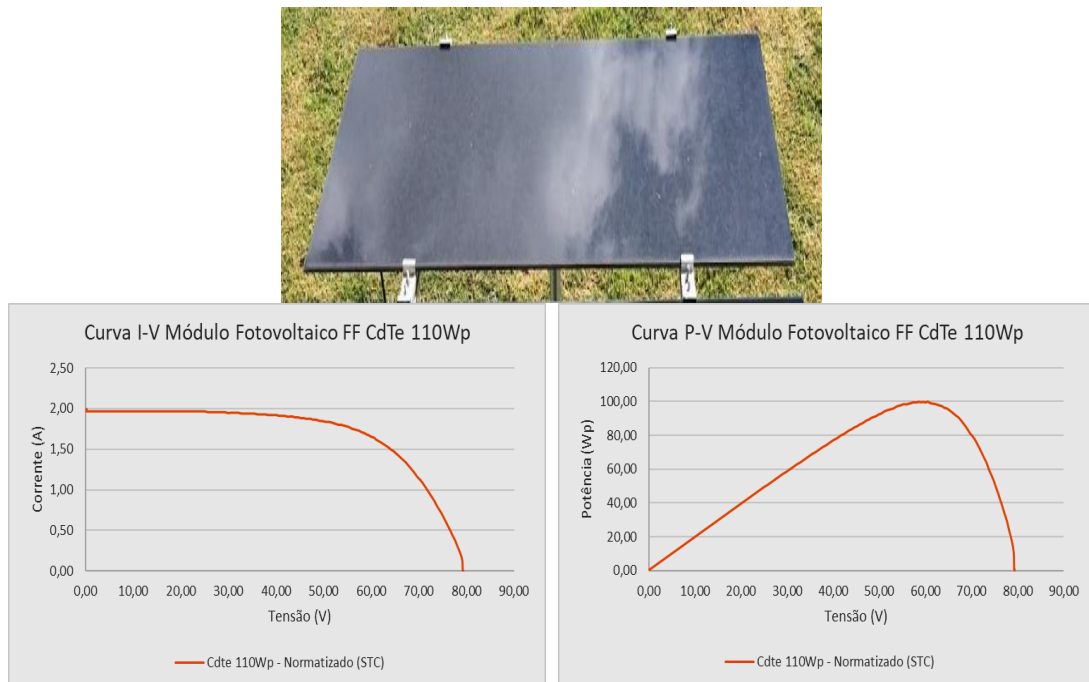 Curva I-V Módulo Fotovoltaico FF CdTe 110Wp
2,50
2,00
1,50
1,00
0,50
0,00
Corrente (A)
0,00 10,00 20,00 30,00 40,00 50,00 60,00 70,00 80,00 90,00
Tensão (V)
Cdte 110Wp - Normatizado (STC)
Curva P-V Módulo Fotovoltaico FF CdTe 110Wp
120,00
100,00
80,00
60,00
40,00
20,00
0,00
Potência (Wp)
0,00 10,00 20,00 30,00 40,00 50,00 60,00 70,00 80,00 90,00
Tensão (V)
Cdte 110Wp - Normatizado (STC)